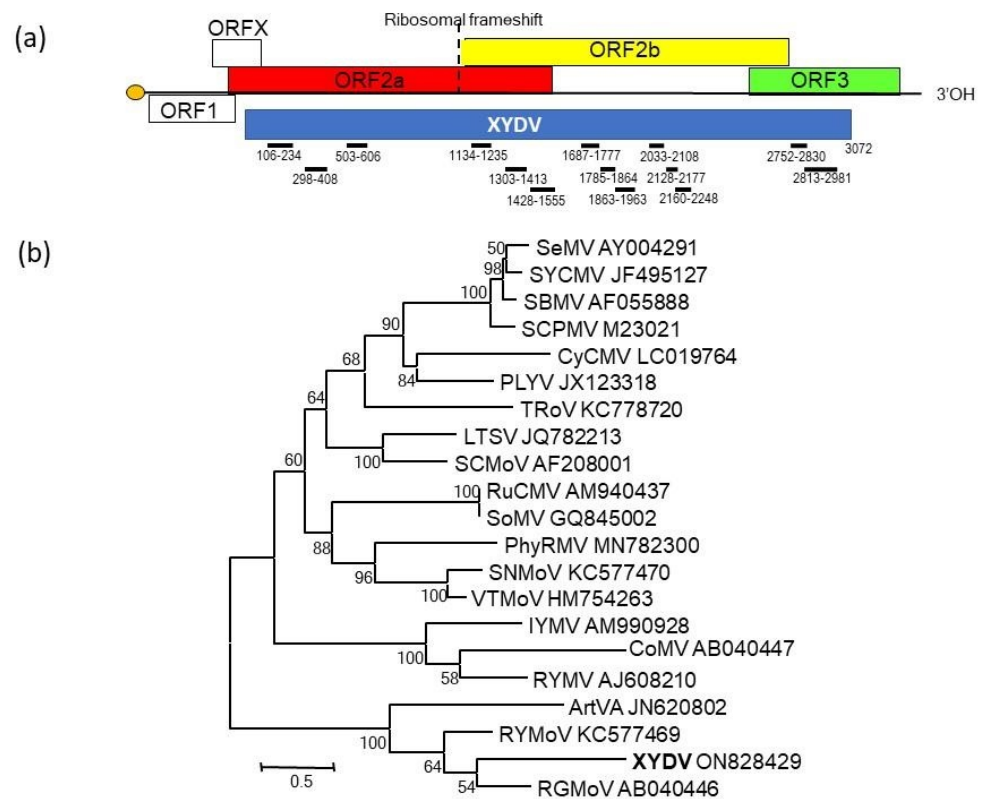 (a)
Ribosomal frameshift
ORFX
ORF2b
ORF2a
ORF3
3'OH
ORF1
XYDV
3072
106-234
503-606
1134-1235
1687-1777
2033-2108
2752-2830
298-408
1303-1413
1785-1864
2128-2177
2813-2981
1428-1555
1863-1963
2160-2248
(b)
50
SeMV AY004291
98
SYCMV JF495127
100
SBMV AF055888
90
SCPMV M23021
68
CyCMV LC019764
84
PLYV JX123318
64
TRoV KC778720
LTSV JQ782213
60
100
SCMoV AF208001
100
RuCMV AM940437
SoMV GQ845002
88
PhyRMV MN782300
96
SNMoV KC577470
100
VTMoV HM754263
IYMV AM990928
100
CoMV AB040447
58
RYMV AJ608210
ArtVA JN620802
100
RYMoV KC577469
64
XYDV ON828429
54
RGMoV AB040446
0.5